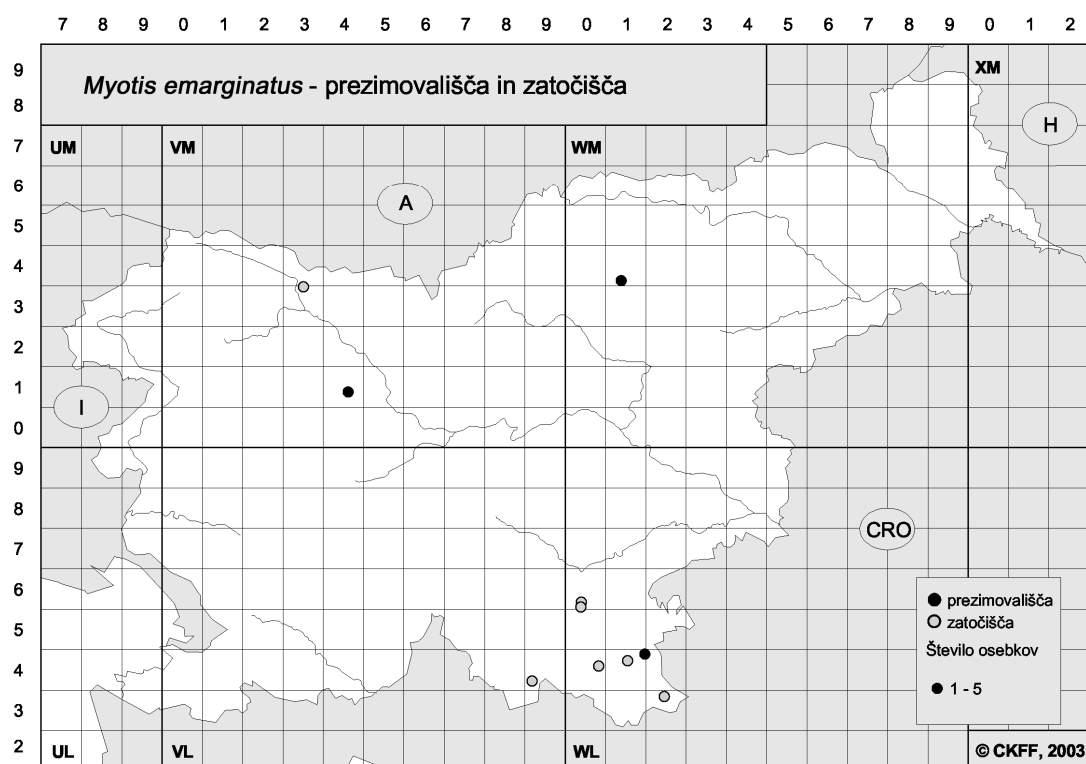 7 8 9 0 1 2 3 4 5 6 7 8 9 0 1 2 3 4 5 6 7 8 9 0 1 2
Myotis emarginatus - prezimovališča in zatočišča
XM
H
UM VM WM
A
I
CRO
9
8
7
6
5
4
3
2
1
0
9
8
7
6
5
4
3
2
prezimovališča
zatočišča
Število osebkov
1 - 5
UL VL WL
© CKFF, 2003